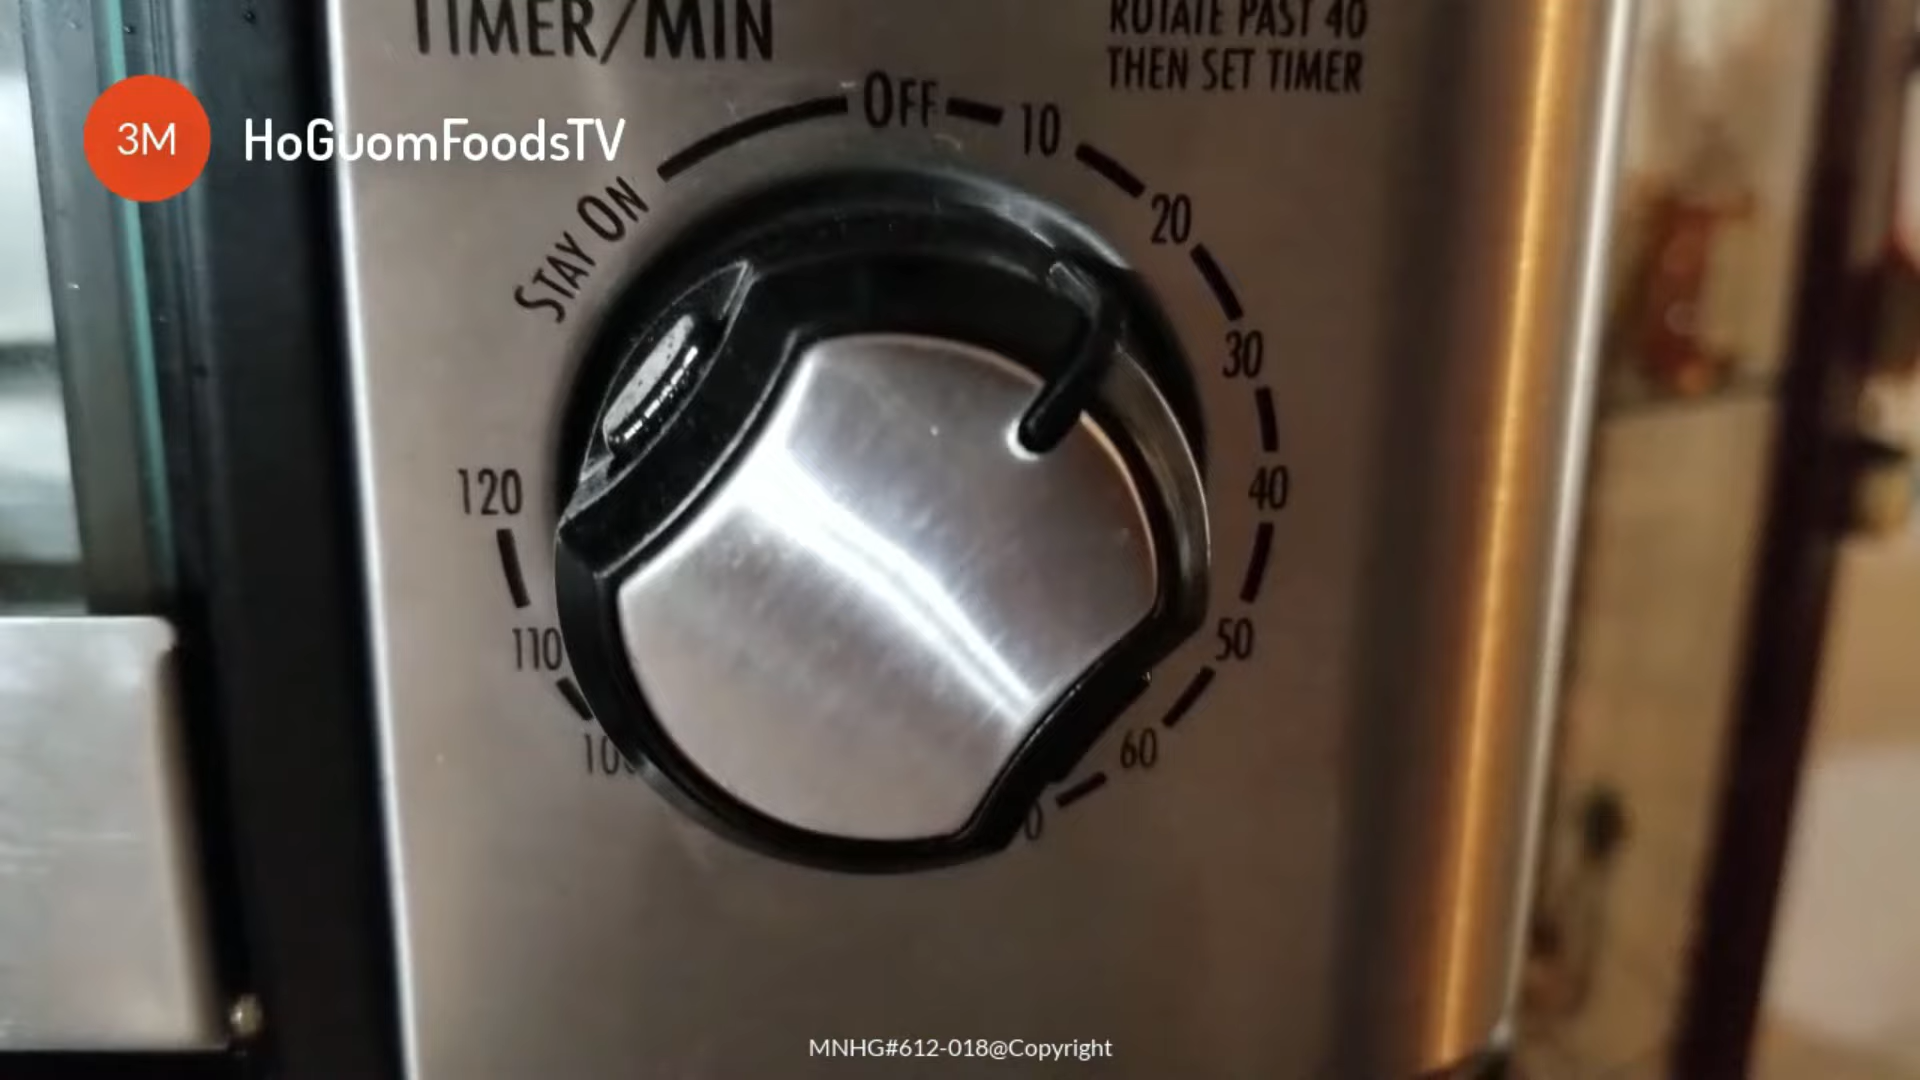 TIMER/MIN
ROTATE PAST 40
THEN SET TIMER
3M
HoGuomFoodsTV
OFF
10
20
30
40
50
60
110
120
STAY ON
MNHG#612-018@Copyright